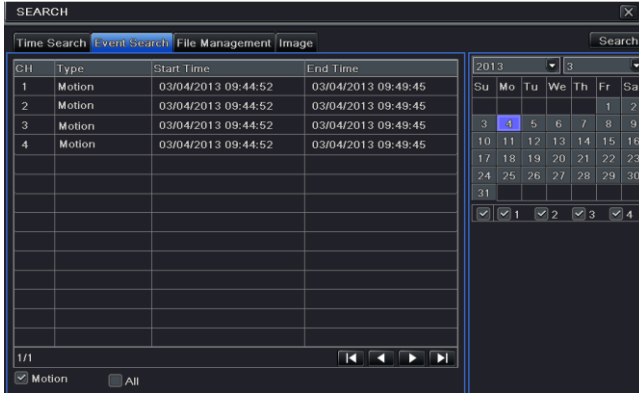 SEARCH
Time Search Event Search File Management Image
Search
CH Type Start Time End Time
1 Motion 03/04/2013 09:44:52 03/04/2013 09:49:45
2 Motion 03/04/2013 09:44:52 03/04/2013 09:49:45
3 Motion 03/04/2013 09:44:52 03/04/2013 09:49:45
4 Motion 03/04/2013 09:44:52 03/04/2013 09:49:45
1/1
Motion All
2013 3
Su Mo Tu We Th Fr Sa
1 2
3 4 5 6 7 8 9
10 11 12 13 14 15 16
17 18 19 20 21 22 23
24 25 26 27 28 29 30
31
1 2 3 4